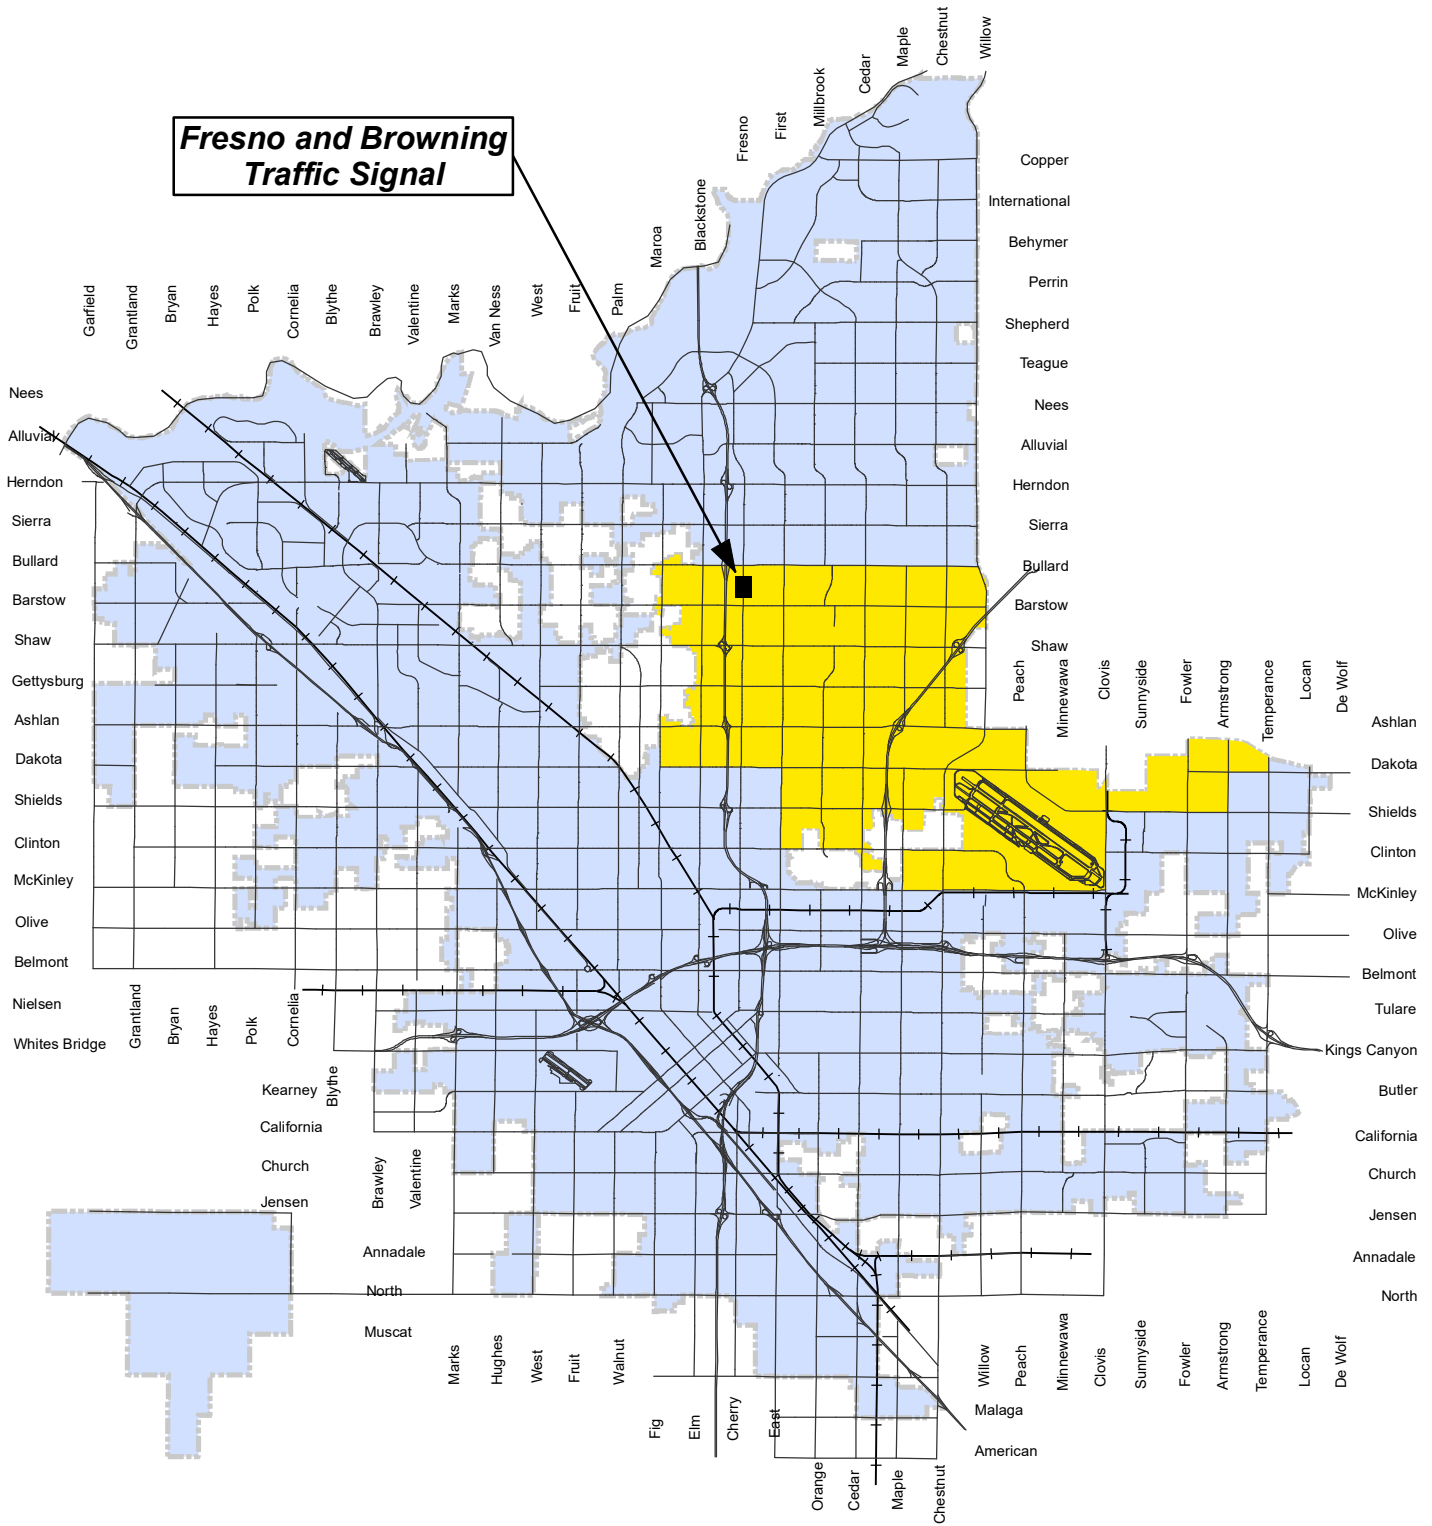 Fresno and Browning
Traffic Signal
Maroa
Blackstone
Fresno
First
Millbrook
Cedar
Maple
Chestnut
Willow
Copper
International
Behymer
Perrin
Shepherd
Teague
Nees
Alluvial
Herndon
Sierra
Bullard
Barstow
Shaw
Garfield
Grantland
Bryan
Hayes
Polk
Cornelia
Blythe
Brawley
Valentine
Marks
Van Ness
West
Fruit
Palm
Nees
Alluvial
Herndon
Sierra
Bullard
Barstow
Shaw
Gettysburg
Ashlan
Dakota
Shields
Clinton
McKinley
Olive
Belmont
Nielsen
Whites Bridge
Peach
Minnewawa
Clovis
Sunnyside
Fowler
Armstrong
Temperance
Locan
De Wolf
Ashlan
Dakota
Shields
Clinton
McKinley
Olive
Belmont
Tulare
Kings Canyon
Butler
California
Church
Jensen
Annadale
North
Grantland
Bryan
Hayes
Polk
Cornelia
Blythe
Kearney
California
Church
Jensen
Brawley
Valentine
Annadale
North
Muscat
Marks
Hughes
West
Fruit
Walnut
Fig
Elm
Cherry
East
Orange
Cedar
Maple
Chestnut
Willow
Peach
Minnewawa
Clovis
Sunnyside
Fowler
Armstrong
Temperance
Locan
De Wolf
Malaga
American